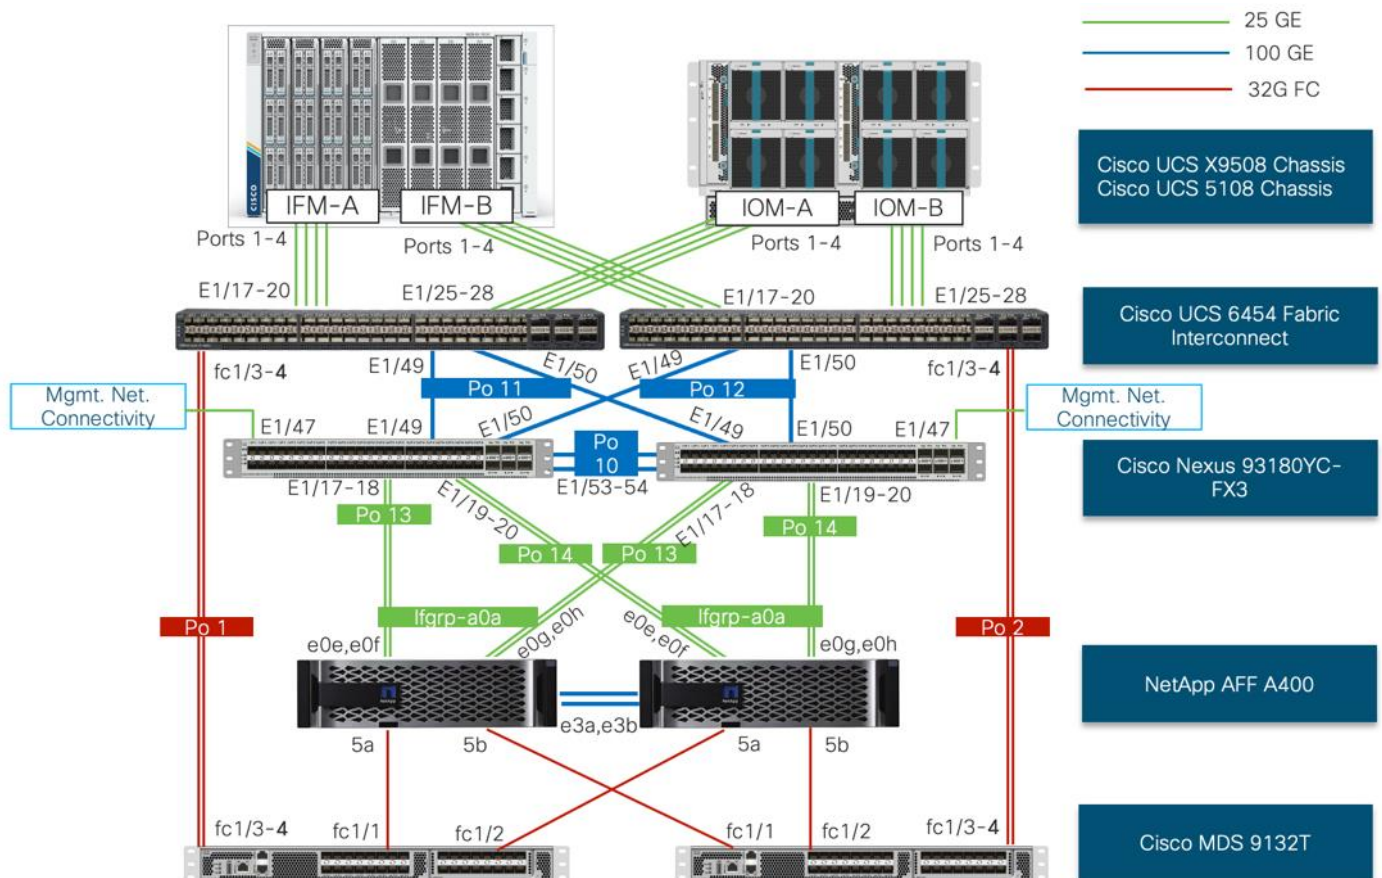 25 GE
100 GE
32G FC
Cisco UCS X9508 Chassis
Cisco UCS 5108 Chassis
CISCO
IFM-A
IFM-B
IOM-A
IOM-B
Ports 1-4
Ports 1-4
Ports 1-4
Ports 1-4
E1/17-20
E1/25-28
E1/17-20
E1/25-28
Cisco UCS 6454 Fabric
Interconnect
fc1/3-4
E1/49
E1/50
E1/49
E1/50
fc1/3-4
Po 11
Po 12
Mgmt. Net.
Connectivity
Mgmt. Net.
Connectivity
E1/47
E1/49
E1/50
E1/49
E1/50
E1/47
Po
10
Cisco Nexus 93180YC-
FX3
E1/17-18
E1/19-20
E1/53-54
E1/17-18
E1/19-20
Po 13
Po 14
Po 13
Po 14
Po 1
Ifgrp-a0a
Ifgrp-a0a
Po 2
e0e,e0f
e0g,e0h
e0e,e0f
e0g,e0h
NetApp
NetApp
NetApp AFF A400
e3a,e3b
5a
5b
5a
5b
fc1/3-4
fc1/1
fc1/2
fc1/1
fc1/2
fc1/3-4
Cisco MDS 9132T